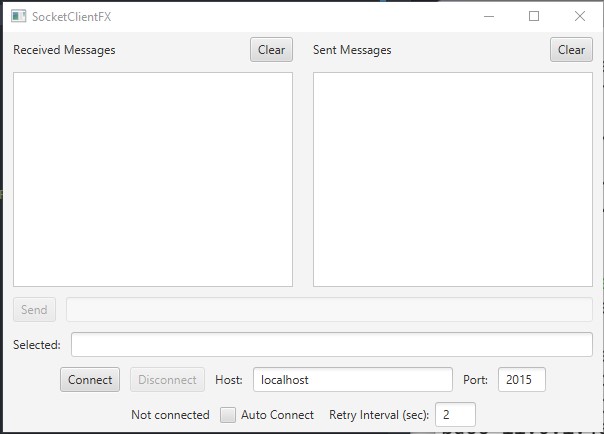 SocketClientFX
Received Messages Clear Sent Messages Clear
Send
Selected:
Connect Disconnect Host: localhost Port: 2015
Not connected Auto Connect Retry Interval (sec): 2